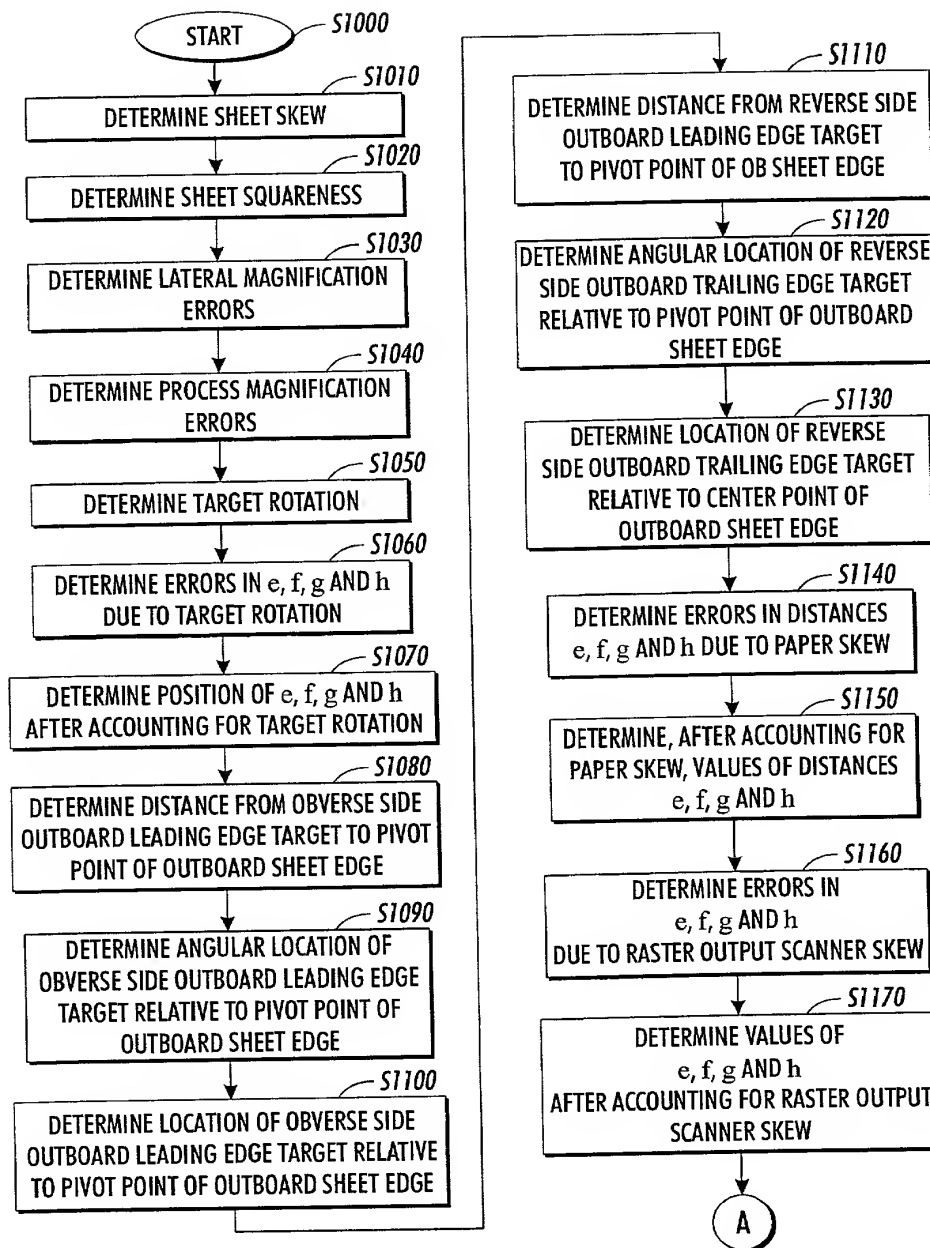 START
S1000
S1010
DETERMINE SHEET SKEW
S1020
DETERMINE SHEET SQUARENESS
S1030
DETERMINE LATERAL MAGNIFICATION
ERRORS
S1040
DETERMINE PROCESS MAGNIFICATION
ERRORS
S1050
DETERMINE TARGET ROTATION
S1060
DETERMINE ERRORS IN e, f, g AND h
DUE TO TARGET ROTATION
S1070
DETERMINE POSITION OF e, f, g AND h
AFTER ACCOUNTING FOR TARGET ROTATION
S1080
DETERMINE DISTANCE FROM OBVERSE SIDE
OUTBOARD LEADING EDGE TARGET TO PIVOT
POINT OF OUTBOARD SHEET EDGE
S1090
DETERMINE ANGULAR LOCATION OF
OBVERSE SIDE OUTBOARD LEADING EDGE
TARGET RELATIVE TO PIVOT POINT OF
OUTBOARD SHEET EDGE
S1100
DETERMINE LOCATION OF OBVERSE SIDE
OUTBOARD LEADING EDGE TARGET RELATIVE
TO PIVOT POINT OF OUTBOARD SHEET EDGE
S1110
DETERMINE DISTANCE FROM REVERSE SIDE
OUTBOARD LEADING EDGE TARGET
TO PIVOT POINT OF OB SHEET EDGE
S1120
DETERMINE ANGULAR LOCATION OF REVERSE
SIDE OUTBOARD TRAILING EDGE TARGET
RELATIVE TO PIVOT POINT OF OUTBOARD
SHEET EDGE
S1130
DETERMINE LOCATION OF REVERSE
SIDE OUTBOARD TRAILING EDGE TARGET
RELATIVE TO CENTER POINT OF
OUTBOARD SHEET EDGE
S1140
DETERMINE ERRORS IN DISTANCES
e, f, g AND h DUE TO PAPER SKEW
S1150
DETERMINE, AFTER ACCOUNTING FOR
PAPER SKEW, VALUES OF DISTANCES
e, f, g AND h
S1160
DETERMINE ERRORS IN
e, f, g AND h
DUE TO RASTER OUTPUT SCANNER SKEW
S1170
DETERMINE VALUES OF
e, f, g AND h
AFTER ACCOUNTING FOR RASTER OUTPUT
SCANNER SKEW
A